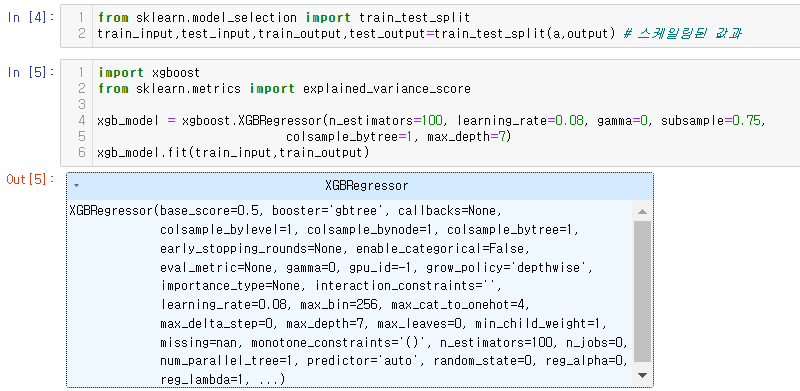 In [4]:
1 from sklearn.model_selection import train_test_split
2 train_input,test_input,train_output,test_output=train_test_split(a,output) # 스케일링된 값과
In [5]:
1 import xgboost
2 from sklearn.metrics import explained_variance_score
3
4 xgb_model = xgboost.XGBRegressor(n_estimators=100, learning_rate=0.08, gamma=0, subsample=0.75,
5 colsample_bytree=1, max_depth=7)
6 xgb_model.fit(train_input,train_output)
Out[5]:
XGBRegressor
XGBRegressor(base_score=0.5, booster='gbtree', callbacks=None,
colsample_bylevel=1, colsample_bynode=1, colsample_bytree=1,
early_stopping_rounds=None, enable_categorical=False,
eval_metric=None, gamma=0, gpu_id=-1, grow_policy='depthwise',
importance_type=None, interaction_constraints='',
learning_rate=0.08, max_bin=256, max_cat_to_onehot=4,
max_delta_step=0, max_depth=7, max_leaves=0, min_child_weight=1,
missing=nan, monotone_constraints='()', n_estimators=100, n_jobs=0,
num_parallel_tree=1, predictor='auto', random_state=0, reg_alpha=0,
reg_lambda=1, ...)